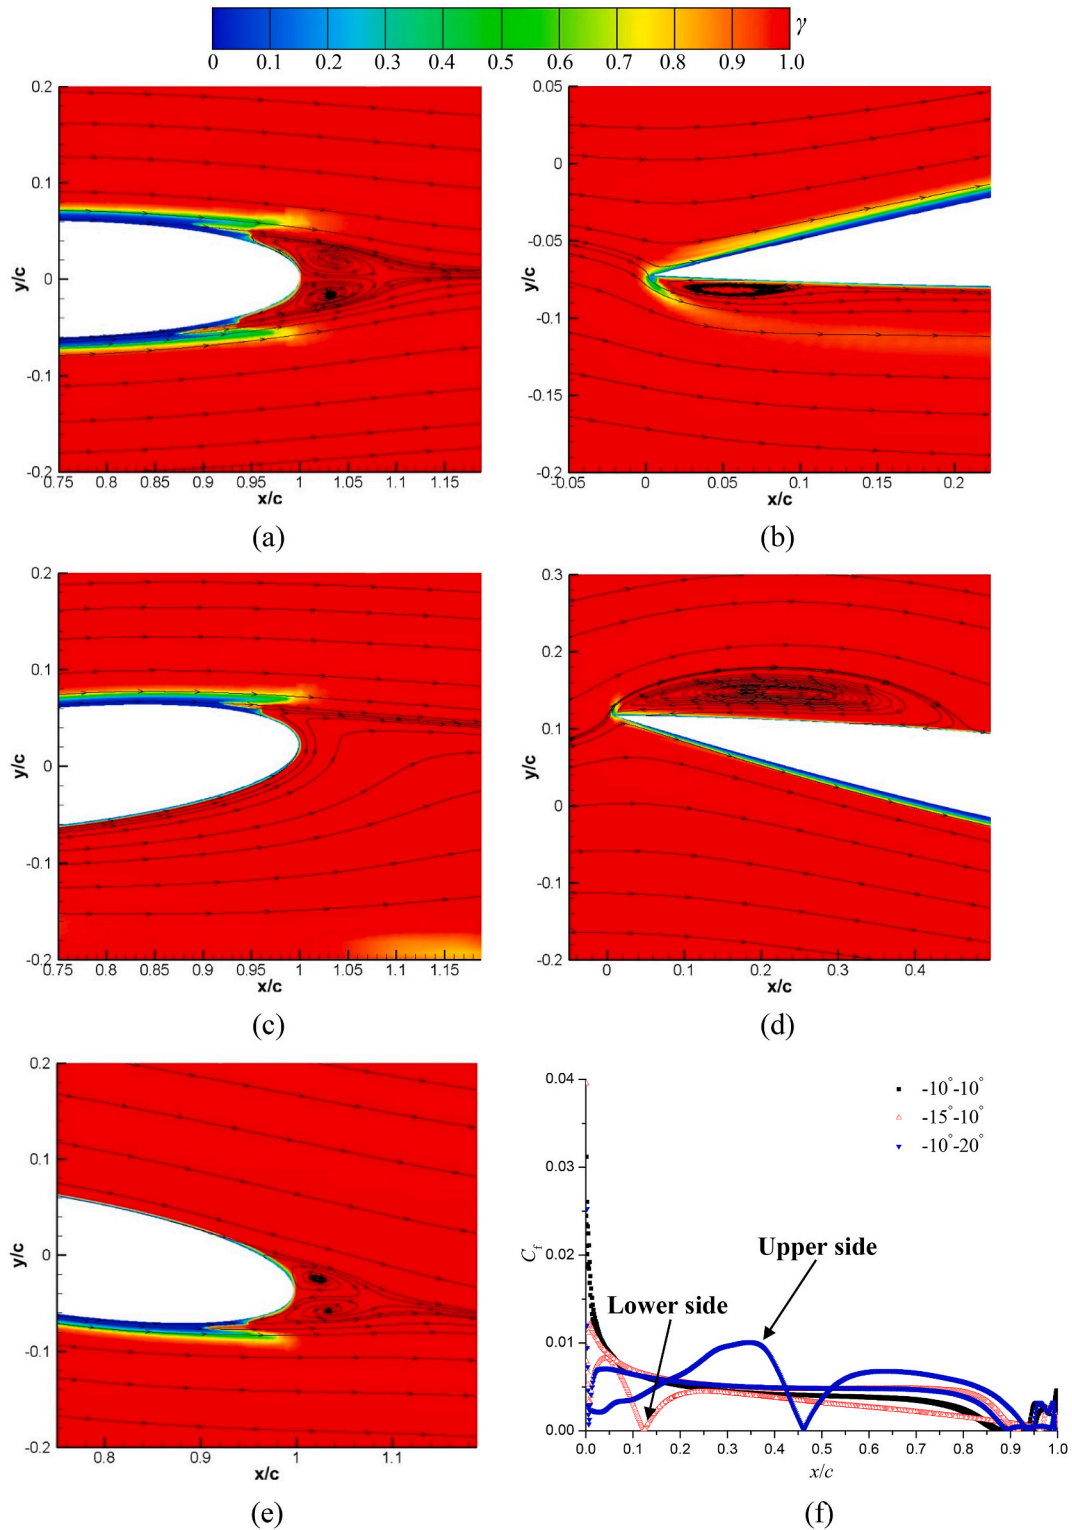 γ
0 0.1 0.2 0.3 0.4 0.5 0.6 0.7 0.8 0.9 1.0
0.2
0.1
0
-0.1
-0.2
y/c
0.75 0.8 0.85 0.9 0.95 1 1.05 1.1 1.15
x/c
(a)
0.05
0
-0.05
-0.1
-0.15
-0.2
y/c
-0.05 0 0.05 0.1 0.15 0.2
x/c
(b)
0.2
0.1
0
-0.1
-0.2
y/c
0.75 0.8 0.85 0.9 0.95 1 1.05 1.1 1.15
x/c
(c)
0.3
0.2
0.1
0
-0.1
-0.2
y/c
0 0.1 0.2 0.3 0.4
x/c
(d)
0.2
0.1
0
-0.1
-0.2
y/c
0.8 0.9 1 1.1
x/c
(e)
0.04
0.03
0.02
0.01
0.00
Cf
-10°-10°
-15°-10°
-10°-20°
Upper side
Lower side
0.0 0.1 0.2 0.3 0.4 0.5 0.6 0.7 0.8 0.9 1.0
x/c
(f)